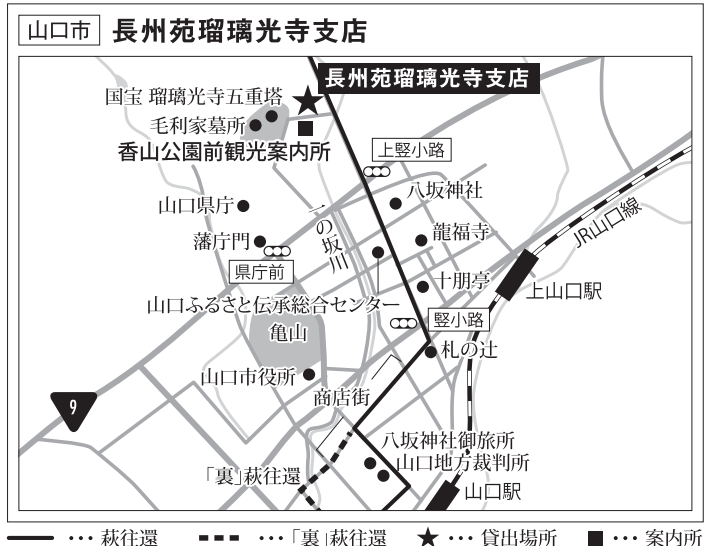 山口市 長州苑瑠璃光寺支店
長州苑瑠璃光寺支店
国宝 瑠璃光寺五重塔
毛利家墓所
香山公園前観光案内所
上竪小路
八坂神社
山口県庁
一の坂川
龍福寺
藩庁門
県庁前
JR山口線
十朋亭
上山口駅
山口ふるさと伝承総合センター
竪小路
亀山
札の辻
山口市役所
商店街
9
八坂神社御旅所
山口地方裁判所
「裏」萩往還
山口駅
… 萩往還 … 「裏」萩往還 ★ … 貸出場所 ■ … 案内所